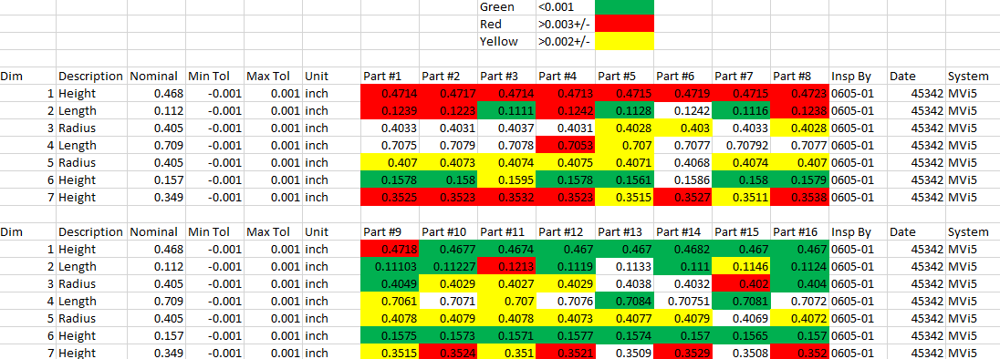 Green <0.001
Red >0.003+/-
Yellow >0.002+/-
Dim Description Nominal Min Tol Max Tol Unit Part #1 Part #2 Part #3 Part #4 Part #5 Part #6 Part #7 Part #8 Insp By Date System
1 Height 0.468 -0.001 0.001 inch 0.4714 0.4717 0.4714 0.4713 0.4715 0.4719 0.4715 0.4723 0605-01 45342 MVi5
2 Length 0.112 -0.001 0.001 inch 0.1239 0.1223 0.1111 0.1242 0.1128 0.1242 0.1116 0.1238 0605-01 45342 MVi5
3 Radius 0.405 -0.001 0.001 inch 0.4033 0.4031 0.4037 0.4031 0.4028 0.403 0.4033 0.4028 0605-01 45342 MVi5
4 Length 0.709 -0.001 0.001 inch 0.7075 0.7079 0.7078 0.7053 0.707 0.7077 0.70792 0.7077 0605-01 45342 MVi5
5 Radius 0.405 -0.001 0.001 inch 0.407 0.4073 0.4074 0.4075 0.4071 0.4068 0.4074 0.407 0605-01 45342 MVi5
6 Height 0.157 -0.001 0.001 inch 0.1578 0.158 0.1595 0.1578 0.1561 0.1586 0.158 0.1579 0605-01 45342 MVi5
7 Height 0.349 -0.001 0.001 inch 0.3525 0.3523 0.3532 0.3523 0.3515 0.3527 0.3511 0.3538 0605-01 45342 MVi5
Dim Description Nominal Min Tol Max Tol Unit Part #9 Part #10 Part #11 Part #12 Part #13 Part #14 Part #15 Part #16 Insp By Date System
1 Height 0.468 -0.001 0.001 inch 0.4718 0.4677 0.4674 0.467 0.467 0.4682 0.467 0.467 0605-01 45342 MVi5
2 Length 0.112 -0.001 0.001 inch 0.11103 0.11227 0.1213 0.1119 0.1133 0.111 0.1146 0.1124 0605-01 45342 MVi5
3 Radius 0.405 -0.001 0.001 inch 0.4049 0.4029 0.4027 0.4029 0.4038 0.4032 0.402 0.404 0605-01 45342 MVi5
4 Length 0.709 -0.001 0.001 inch 0.7061 0.7071 0.707 0.7076 0.7084 0.70751 0.7081 0.7072 0605-01 45342 MVi5
5 Radius 0.405 -0.001 0.001 inch 0.4078 0.4079 0.4078 0.4073 0.4077 0.4079 0.4069 0.4072 0605-01 45342 MVi5
6 Height 0.157 -0.001 0.001 inch 0.1575 0.1573 0.1571 0.1577 0.1574 0.157 0.1565 0.157 0605-01 45342 MVi5
7 Height 0.349 -0.001 0.001 inch 0.3515 0.3524 0.351 0.3521 0.3509 0.3529 0.3508 0.352 0605-01 45342 MVi5